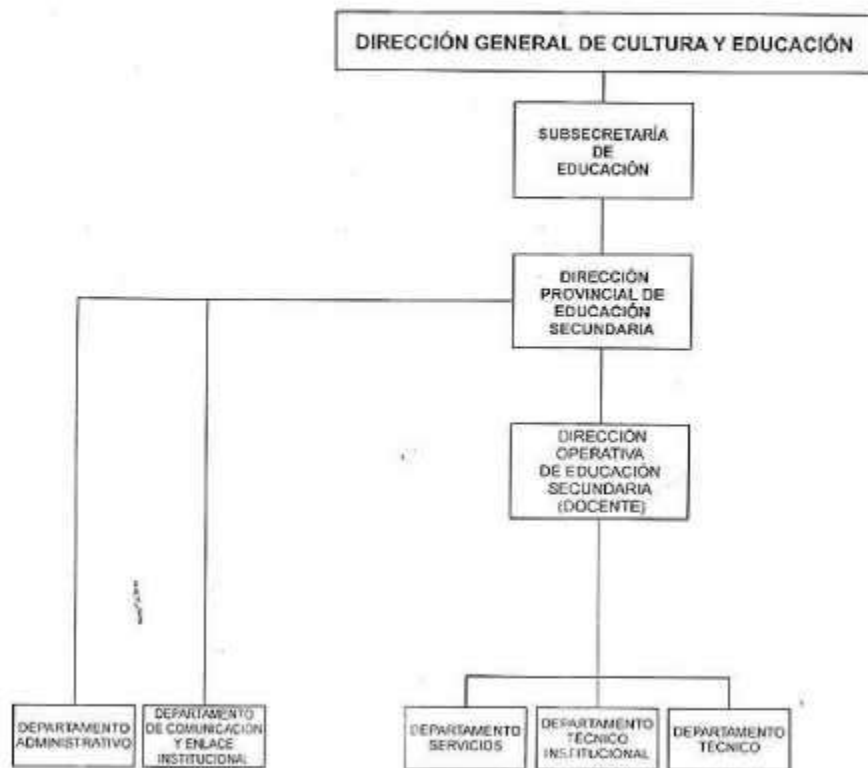 DIRECCIÓN GENERAL DE CULTURA Y EDUCACIÓN
SUBSECRETARÍA
DE
EDUCACIÓN
DIRECCIÓN
PROVINCIAL DE
EDUCACIÓN
SECUNDARIA
DIRECCIÓN
OPERATIVA
DE EDUCACIÓN
SECUNDARIA
(DOCENTE)
DEPARTAMENTO
ADMINISTRATIVO
DEPARTAMENTO
DE COMUNICACIÓN
Y ENLACE
INSTITUCIONAL
DEPARTAMENTO
SERVICIOS
DEPARTAMENTO
TÉCNICO
INSTITUCIONAL
DEPARTAMENTO
TÉCNICO